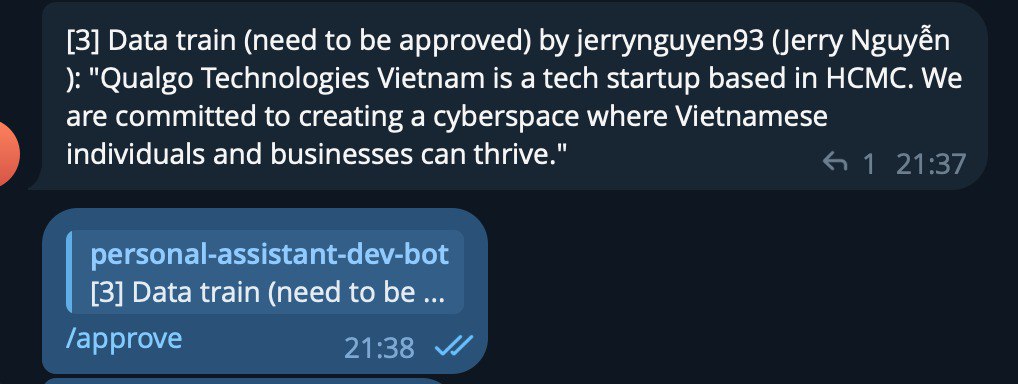 [3] Data train (need to be approved) by jerrynguyen93 (Jerry Nguyễn
): "Qualgo Technologies Vietnam is a tech startup based in HCMC. We
are committed to creating a cyberspace where Vietnamese
individuals and businesses can thrive."
1 21:37
personal-assistant-dev-bot
[3] Data train (need to be ...
/approve
21:38